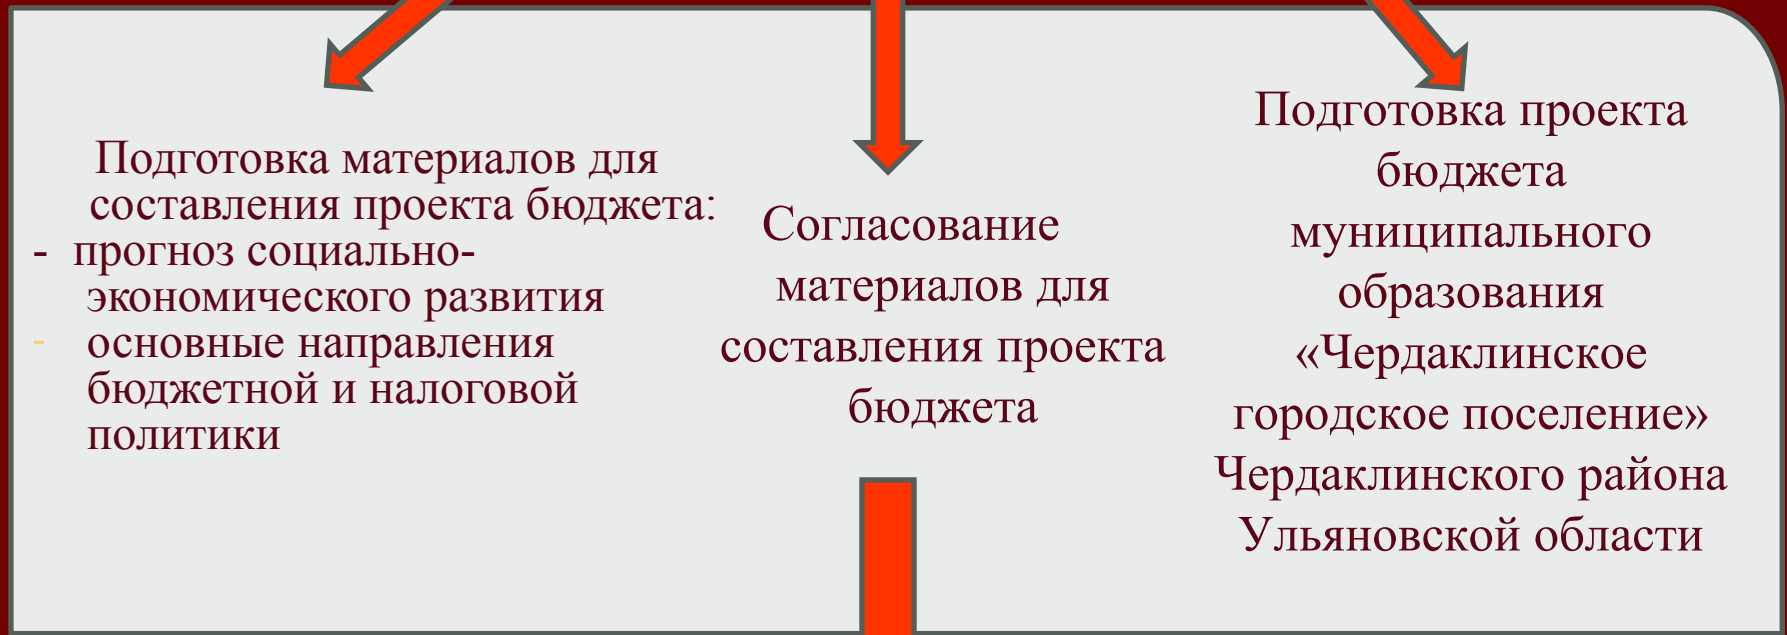 Подготовка материалов для
составления проекта бюджета:
- прогноз социально-
экономического развития
- основные направления
бюджетной и налоговой
политики
Согласование
материалов для
составления проекта
бюджета
Подготовка проекта
бюджета
муниципального
образования
«Чердаклинское
городское поселение»
Чердаклинского района
Ульяновской области